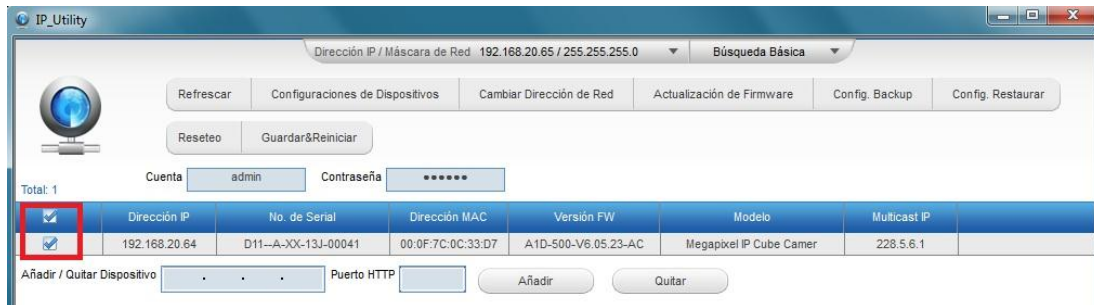 IP_Utility
Dirección IP / Máscara de Red 192.168.20.65 / 255.255.255.0 Búsqueda Básica
Refrescar Configuraciones de Dispositivos Cambiar Dirección de Red Actualización de Firmware Config. Backup Config. Restaurar
Reseteo Guardar&Reiniciar
Cuenta admin Contraseña ••••••
Total: 1
Dirección IP No. de Serial Dirección MAC Versión FW Modelo Multicast IP
192.168.20.64 D11--A-XX-13J-00041 00:0F:7C:0C:33:D7 A1D-500-V6.05.23-AC Megapixel IP Cube Camer 228.5.6.1
Añadir / Quitar Dispositivo . . . Puerto HTTP Añadir Quitar